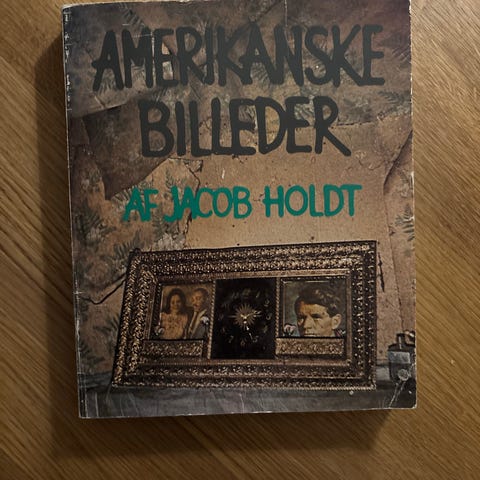 AMERIKANSKE
BILLEDER
AF JACOB HOLDT